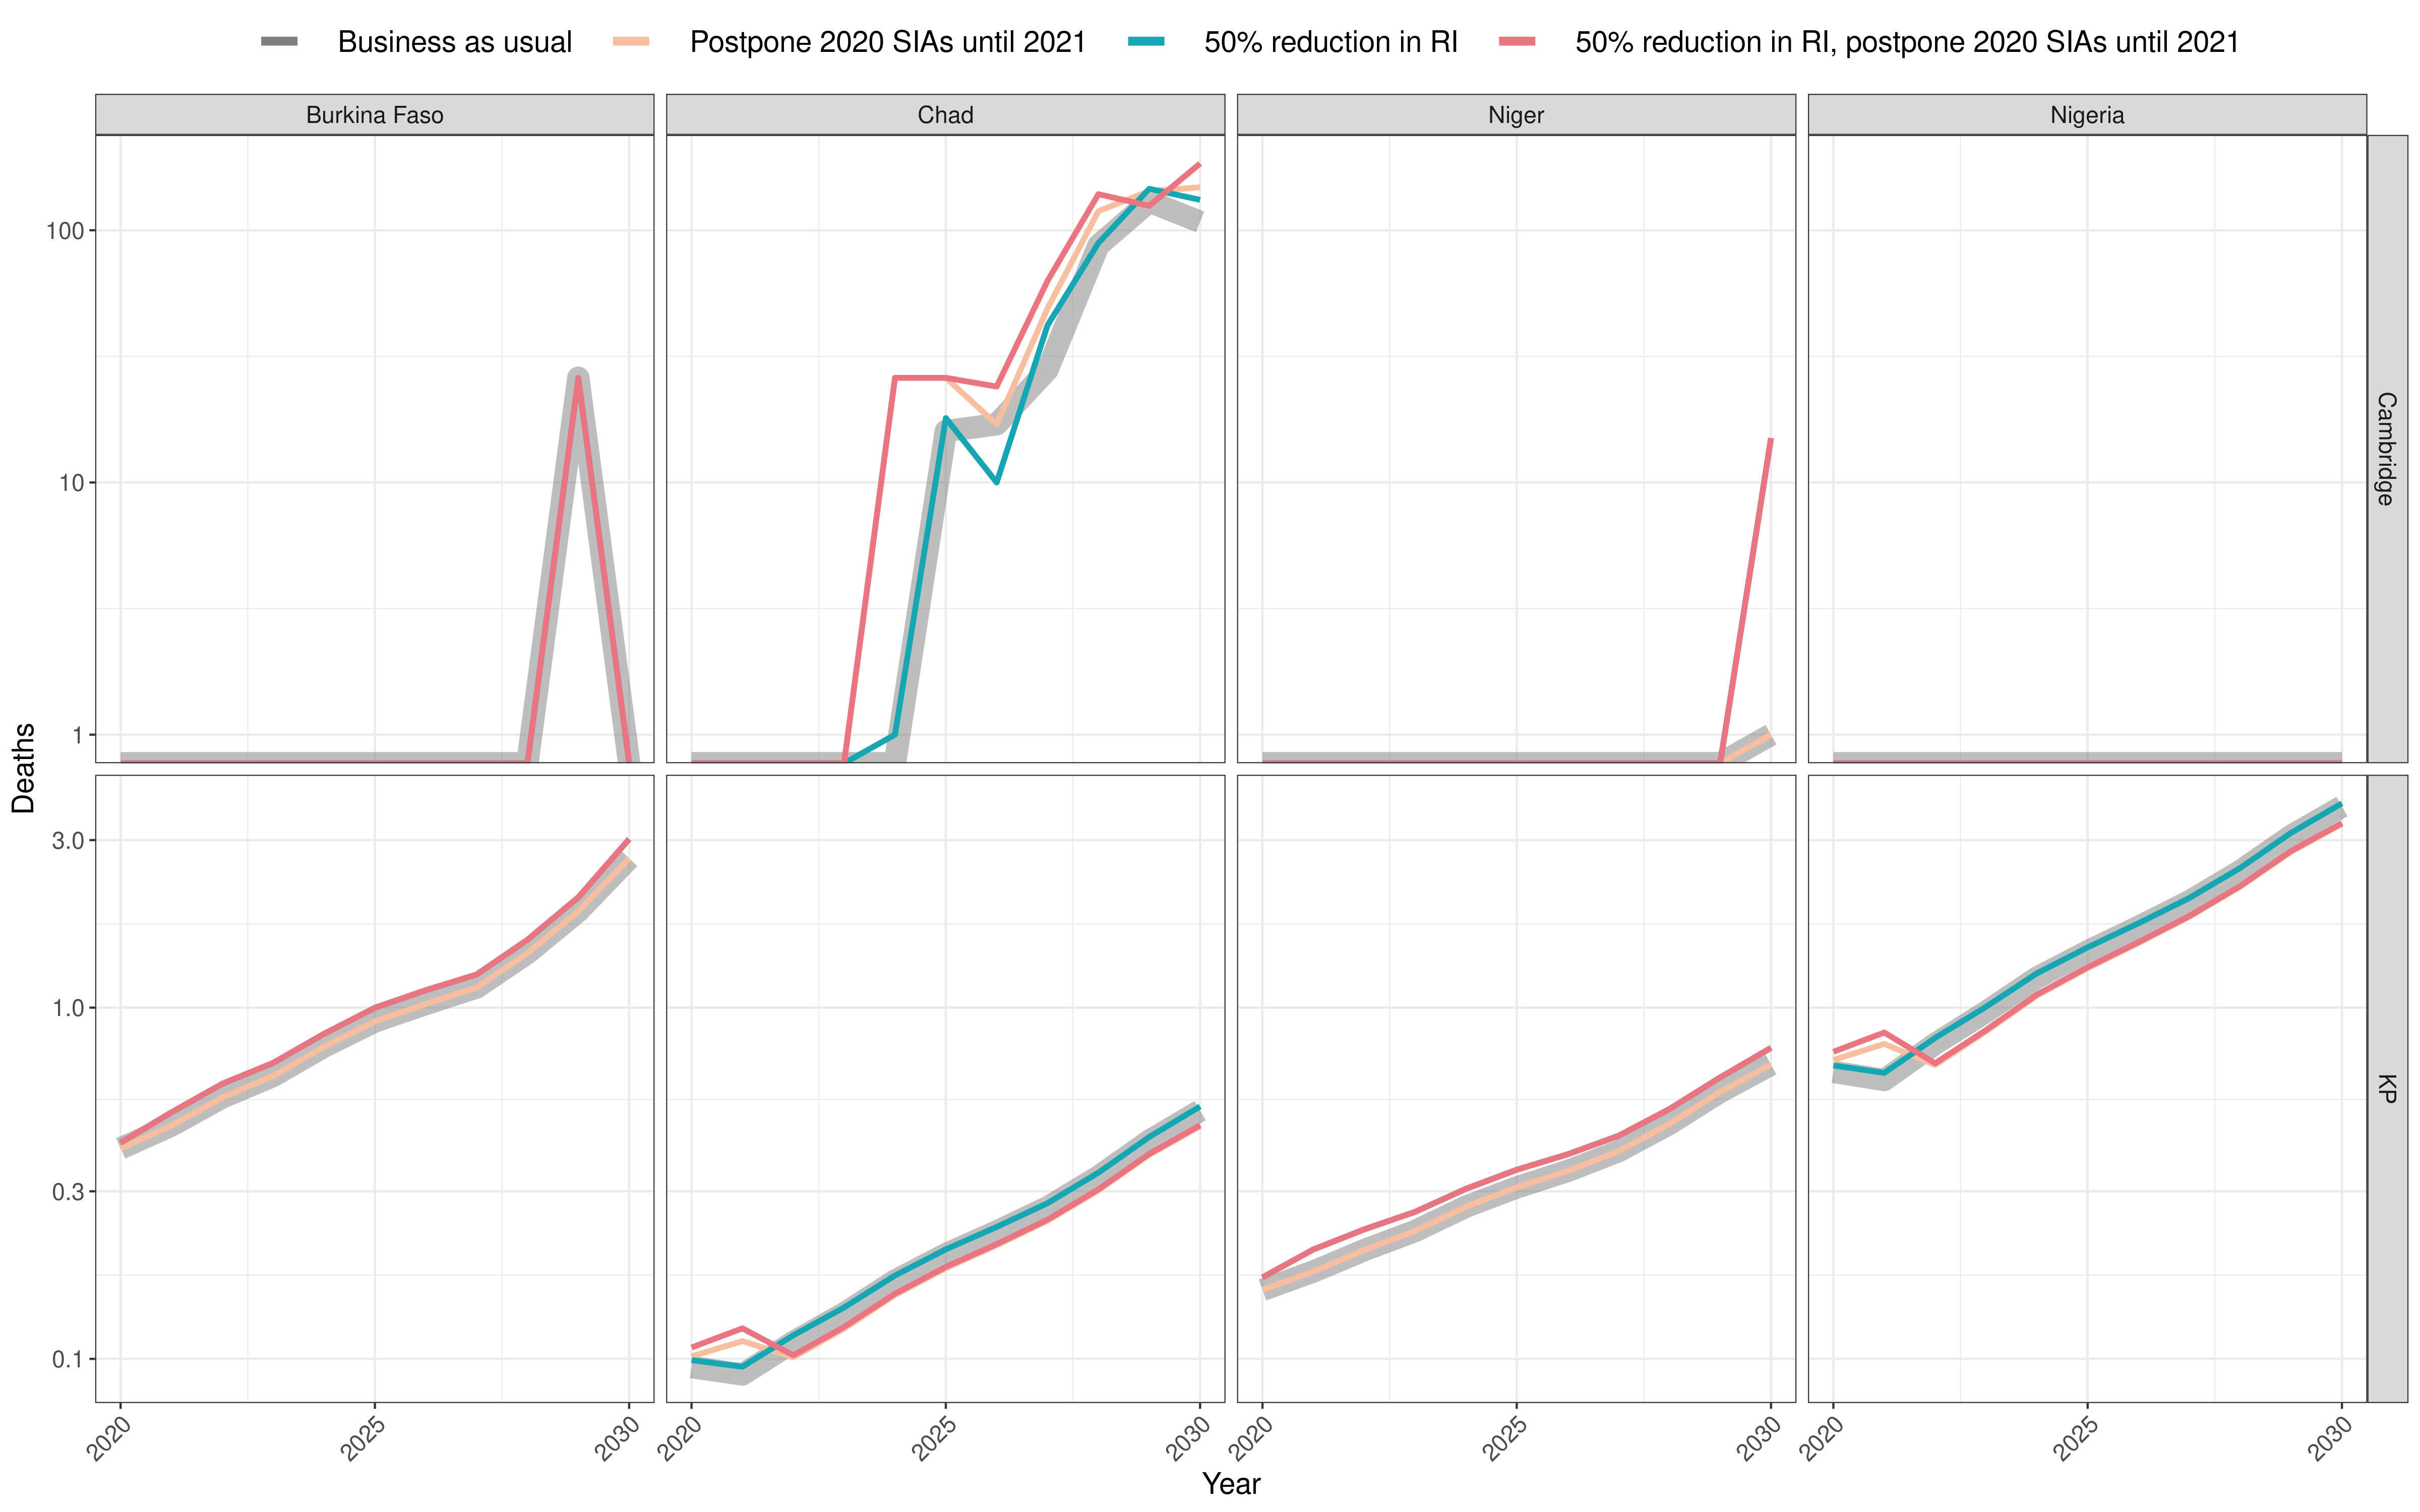 Business as usual
Postpone 2020 SIAs until 2021
50% reduction in RI
50% reduction in RI, postpone 2020 SIAs until 2021
Burkina Faso
Chad
Niger
Nigeria
Deaths
100
10
1
Cambridge
3.0
1.0
0.3
0.1
KP
2020
2025
2030
2020
2025
2030
2020
2025
2030
2020
2025
2030
Year